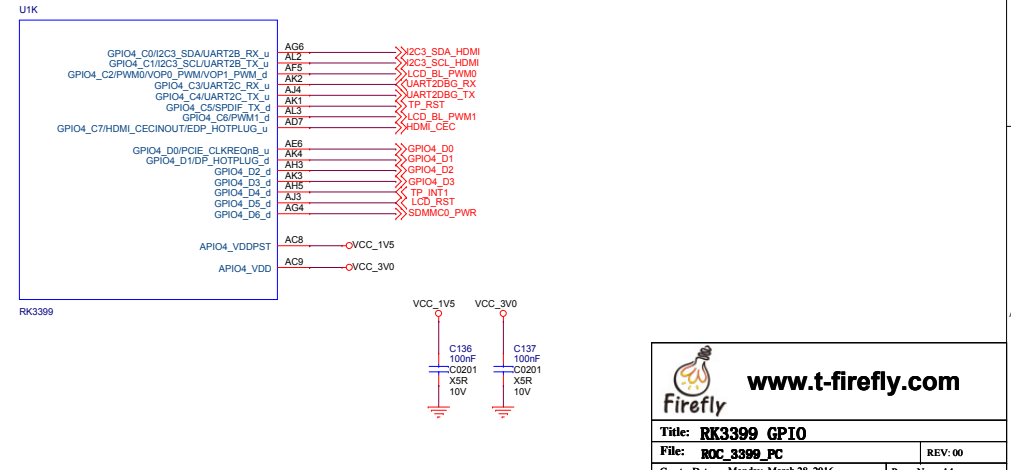 U1K
GPIO4_C0/I2C3_SDA/UART2B_RX_u AG6 I2C3_SDA_HDMI
GPIO4_C1/I2C3_SCL/UART2B_TX_u AL2 I2C3_SCL_HDMI
GPIO4_C2/PWM0/VOP0_PWM/VOP1_PWM_d AF5 LCD_BL_PWM0
GPIO4_C3/UART2C_RX_u AK2 UART2DBG_RX
GPIO4_C4/UART2C_TX_u AJ4 UART2DBG_TX
GPIO4_C5/SPDIF_TX_d AK1 TP_RST
GPIO4_C6/PWM1_d AL3 LCD_BL_PWM1
GPIO4_C7/HDMI_CECINOUT/EDP_HOTPLUG_u AD7 HDMI_CEC
GPIO4_D0/PCIE_CLKREQnB_u AE6 GPIO4_D0
GPIO4_D1/DP_HOTPLUG_d AK4 GPIO4_D1
GPIO4_D2_d AH3 GPIO4_D2
GPIO4_D3_d AK3 GPIO4_D3
GPIO4_D4_d AH5 TP_INT1
GPIO4_D5_d AJ3 LCD_RST
GPIO4_D6_d AG4 SDMMC0_PWR
APIO4_VDDPST AC8 VCC_1V5
APIO4_VDD AC9 VCC_3V0
RK3399
VCC_1V5 VCC_3V0
C136 C137
100nF 100nF
C0201 C0201
X5R X5R
10V 10V
Firefly www.t-firefly.com
Title: RK3399 GPIO
File: ROC_3399_PC REV: 00